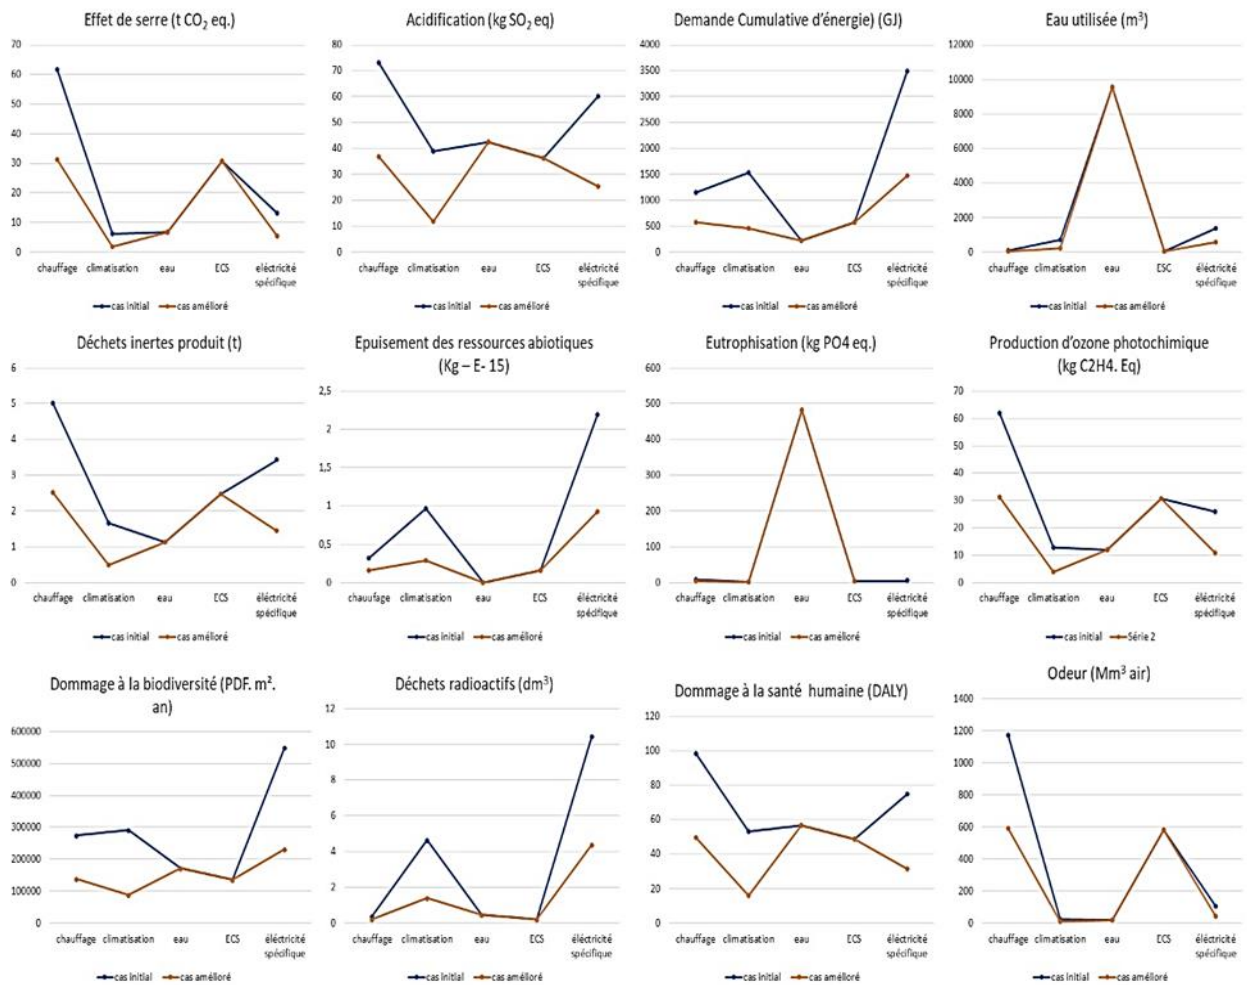 Effet de serre (t CO2 eq.)
70
60
50
40
30
20
10
0
chauffage climatisation eau ECS eléctricité
spécifique
cas initial cas amélioré
Acidification (kg SO2 eq)
80
70
60
50
40
30
20
10
0
chauffage climatisation eau ECS eléctricité
spécifique
cas initial cas amélioré
Demande Cumulative d'énergie) (GJ)
4000
3500
3000
2500
2000
1500
1000
500
0
chauffage climatisation eau ECS eléctricité
spécifique
cas initial cas amélioré
Eau utilisée (m³)
12000
10000
8000
6000
4000
2000
0
chauffage climatisation eau ESC eléctricité
spécifique
cas initial cas amélioré
Déchets inertes produit (t)
6
5
4
3
2
1
0
chauffage climatisation eau ECS éléctricité
spécifique
cas initial cas amélioré
Epuisement des ressources abiotiques
(Kg – E- 15)
2,5
2
1,5
1
0,5
0
climatisation eau ECS éléctricité
spécifique
cas initial cas amélioré
Eutrophisation (kg PO4 eq.)
600
500
400
300
200
100
0
chauffage climatisation eau ECS éléctricité
spécifique
cas initial cas amélioré
Production d'ozone photochimique
(kg C2H4. Eq)
70
60
50
40
30
20
10
0
chauffage climatisation eau ECS éléctricité
spécifique
cas initial Série 2
Dommage à la biodiversité (PDF. m².
an)
600000
500000
400000
300000
200000
100000
0
chauffage climatisation eau ECS éléctricité
spécifique
cas initial cas amélioré
Déchets radioactifs (dm³)
12
10
8
6
4
2
0
chauffage climatisation eau ECS éléctricité
spécifique
cas initial cas amélioré
Dommage à la santé humaine (DALY)
120
100
80
60
40
20
0
chauffage climatisation eau ECS éléctricité
spécifique
cas initial cas amélioré
Odeur (Mm³ air)
1400
1200
1000
800
600
400
200
0
chauffage climatisation eau ECS éléctricité
spécifique
cas initial cas amélioré